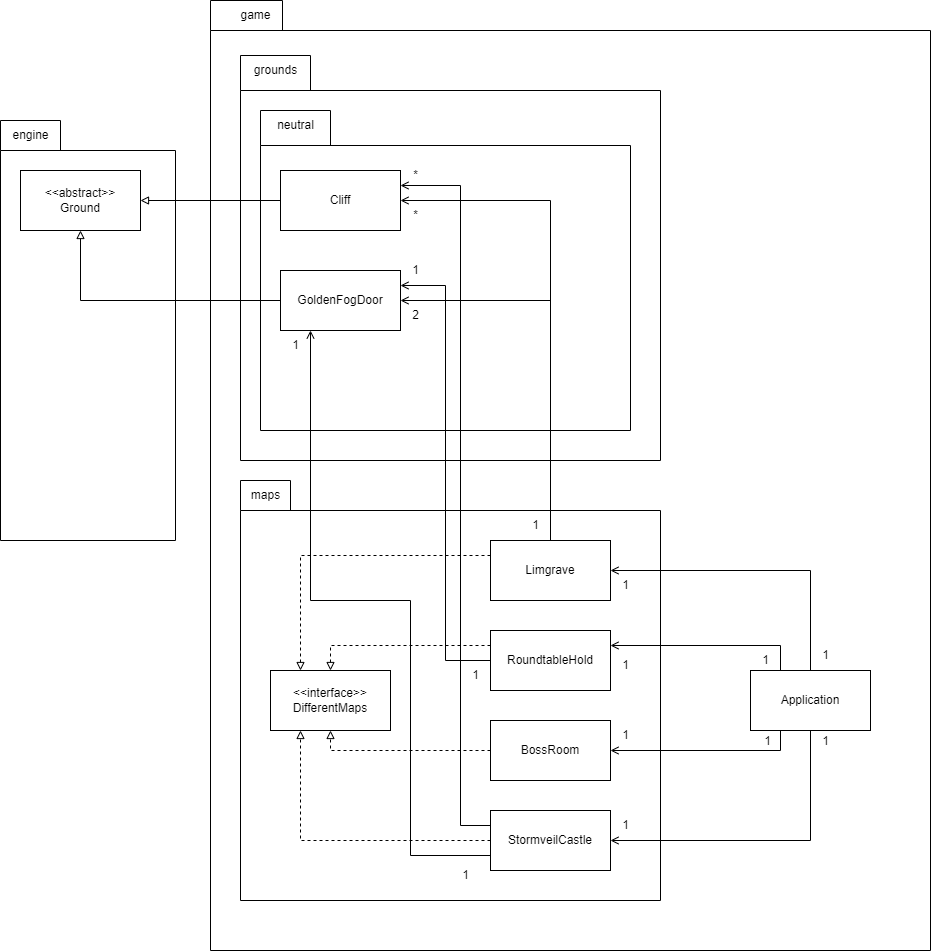 game
grounds
neutral
engine
<<abstract>>
Ground
Cliff
*
*
GoldenFogDoor
1
2
1
maps
1
Limgrave
1
RoundtableHold
1
1
1
1
<<interface>>
DifferentMaps
Application
BossRoom
1
1
1
StormveilCastle
1
1